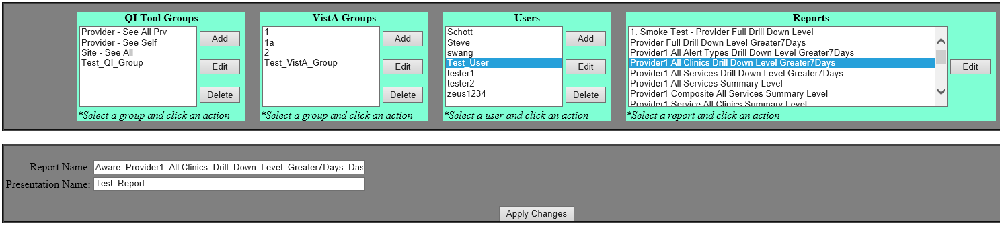 QI Tool Groups
Provider - See All Prv
Provider - See Self
Site - See All
Test_QI_Group
Add
Edit
Delete
*Select a group and click an action
VistA Groups
1
1a
2
Test_VistA_Group
Add
Edit
Delete
*Select a group and click an action
Users
Schott
Steve
swang
Test_User
tester1
tester2
zeus1234
Add
Edit
Delete
*Select a user and click an action
Reports
1. Smoke Test - Provider Full Drill Down Level
Provider Full Drill Down Level Greater7Days
Provider1 All Alert Types Drill Down Level Greater7Days
Provider1 All Clinics Drill Down Level Greater7Days
Provider1 All Services Drill Down Level Greater7Days
Provider1 All Services Summary Level
Provider1 Composite All Services Summary Level
Provider1 Service All Clinics Summary Level
Edit
*Select a report and click an action
Report Name: Aware_Provider1_All Clinics_Drill_Down_Level_Greater7Days_Das
Presentation Name: Test_Report
Apply Changes